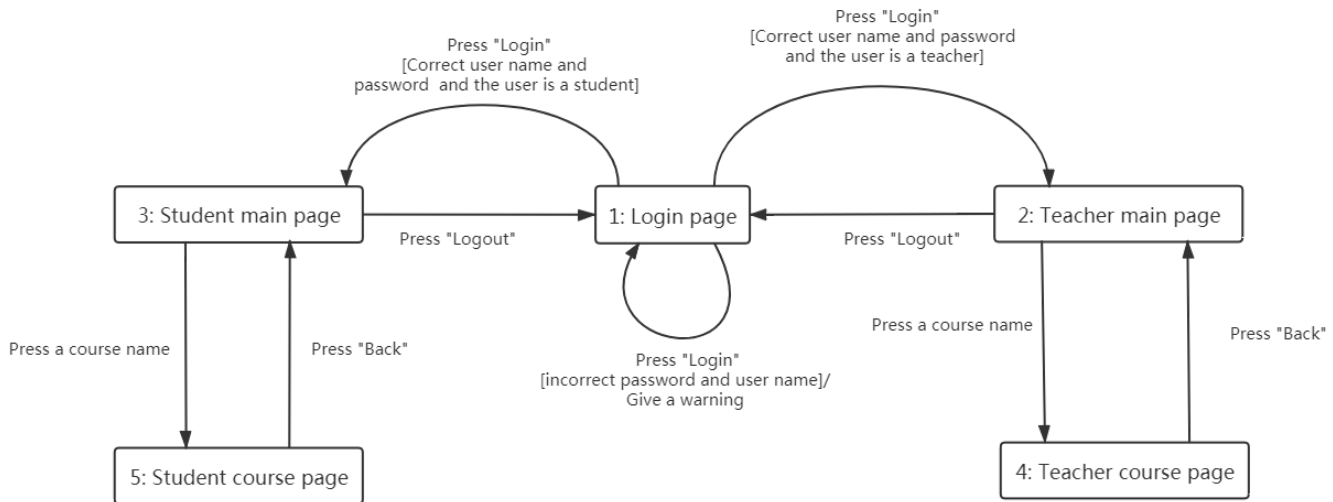 Press "Login"
[Correct user name and password
and the user is a teacher]
Press "Login"
[Correct user name and
password  and the user is a student]
3: Student main page
1: Login page
2: Teacher main page
Press "Logout"
Press "Logout"
Press a course name
Press "Back"
Press "Login"
[incorrect password and user name]/
Give a warning
Press a course name
Press "Back"
5: Student course page
4: Teacher course page